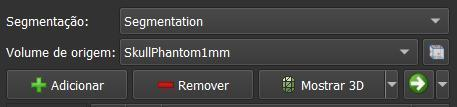 Segmentação: Segmentation
Volume de origem: SkullPhantom1mm
Adicionar Remover Mostrar 3D